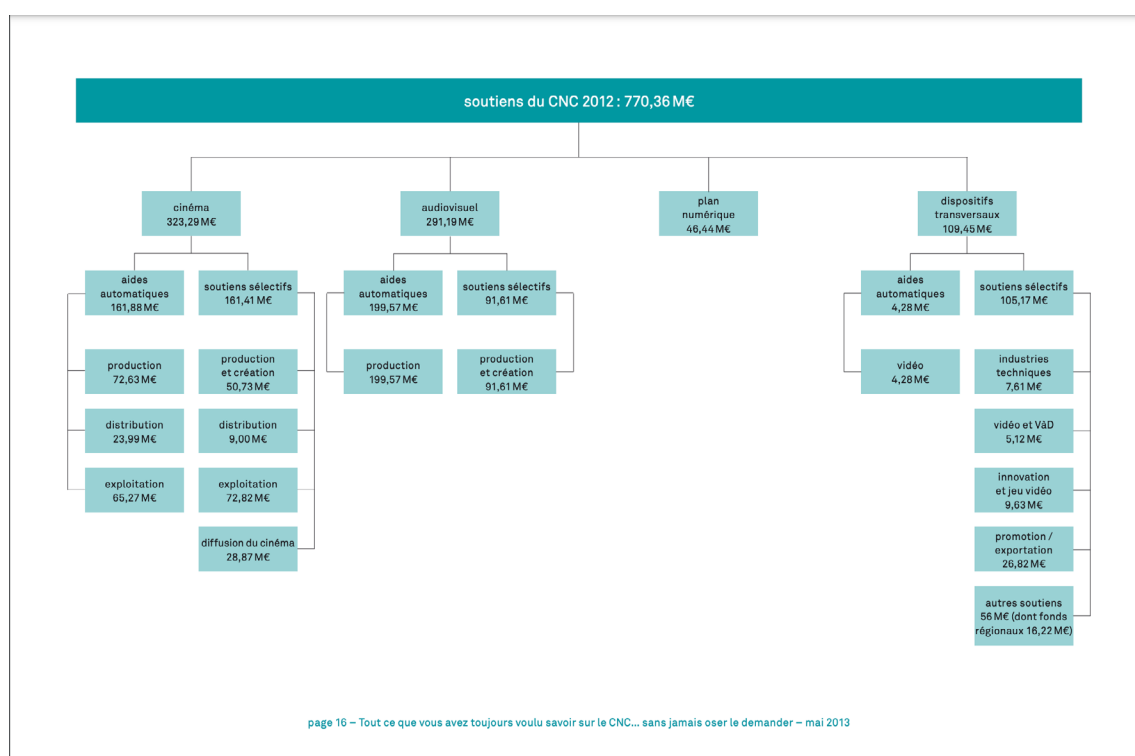 soutiens du CNC 2012 : 770,36 M€
cinéma
323,29 M€
audiovisuel
291,19 M€
plan
numérique
46,44 M€
dispositifs
transversaux
109,45 M€
aides
automatiques
161,88 M€
soutiens sélectifs
161,41 M€
aides
automatiques
199,57 M€
soutiens sélectifs
91,61 M€
aides
automatiques
4,28 M€
soutiens sélectifs
105,17 M€
production
72,63 M€
production
et création
50,73 M€
production
199,57 M€
production
et création
91,61 M€
vidéo
4,28 M€
industries
techniques
7,61 M€
distribution
23,99 M€
distribution
9,00 M€
vidéo et VàD
5,12 M€
exploitation
65,27 M€
exploitation
72,82 M€
innovation
et jeu vidéo
9,63 M€
diffusion du cinéma
28,87 M€
promotion /
exportation
26,82 M€
autres soutiens
56 M€ (dont fonds
régionaux 16,22 M€)
page 16 – Tout ce que vous avez toujours voulu savoir sur le CNC... sans jamais oser le demander – mai 2013